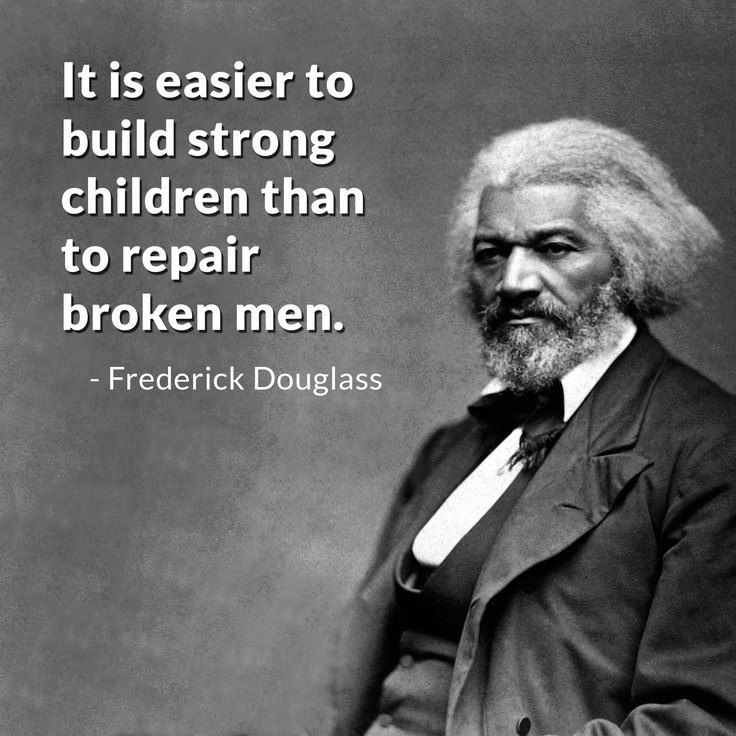 It is easier to
build strong
children than
to repair
broken men.
- Frederick Douglass